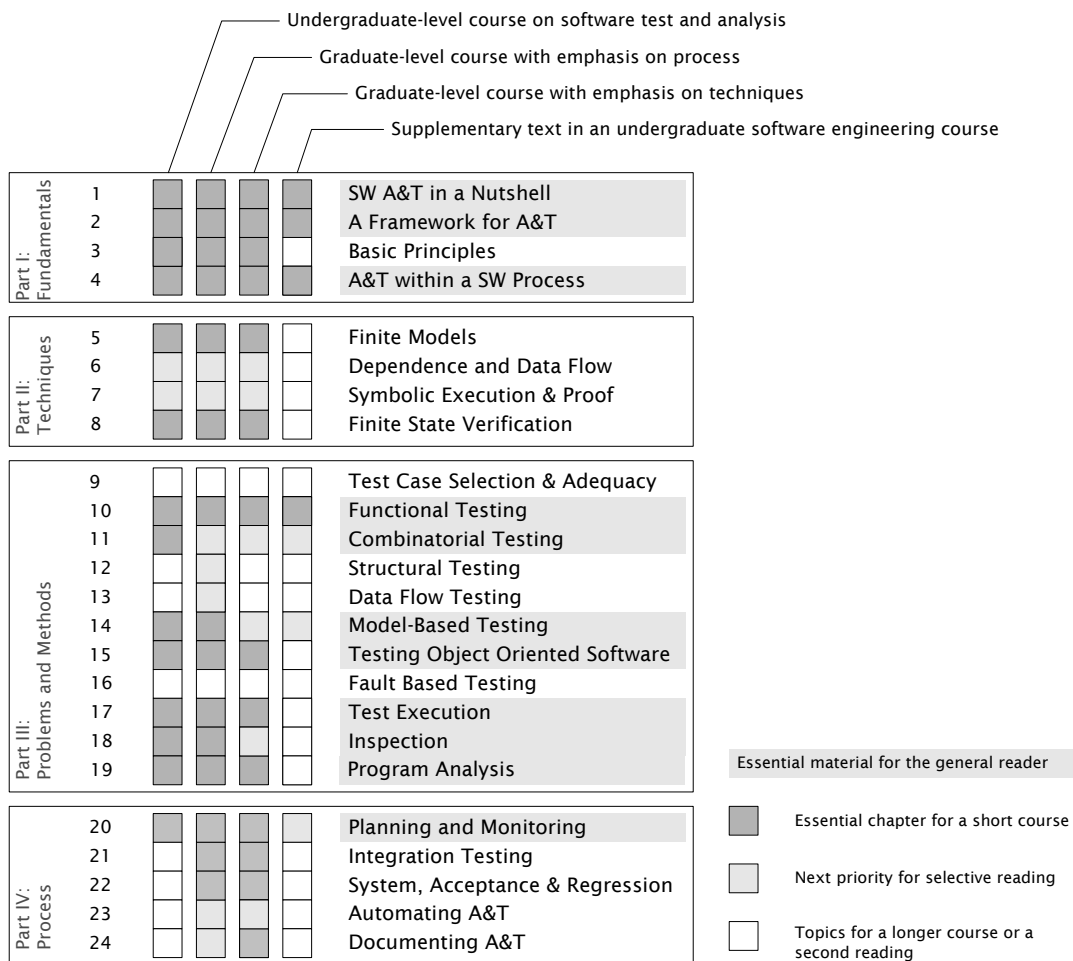 Undergraduate-level course on software test and analysis
Graduate-level course with emphasis on process
Graduate-level course with emphasis on techniques
Supplementary text in an undergraduate software engineering course
Part I:
Fundamentals
1 SW A&T in a Nutshell
2 A Framework for A&T
3 Basic Principles
4 A&T within a SW Process
Part II:
Techniques
5 Finite Models
6 Dependence and Data Flow
7 Symbolic Execution & Proof
8 Finite State Verification
Part III:
Problems and Methods
9 Test Case Selection & Adequacy
10 Functional Testing
11 Combinatorial Testing
12 Structural Testing
13 Data Flow Testing
14 Model-Based Testing
15 Testing Object Oriented Software
16 Fault Based Testing
17 Test Execution
18 Inspection
19 Program Analysis
Part IV:
Process
20 Planning and Monitoring
21 Integration Testing
22 System, Acceptance & Regression
23 Automating A&T
24 Documenting A&T
Essential material for the general reader
Essential chapter for a short course
Next priority for selective reading
Topics for a longer course or a
second reading